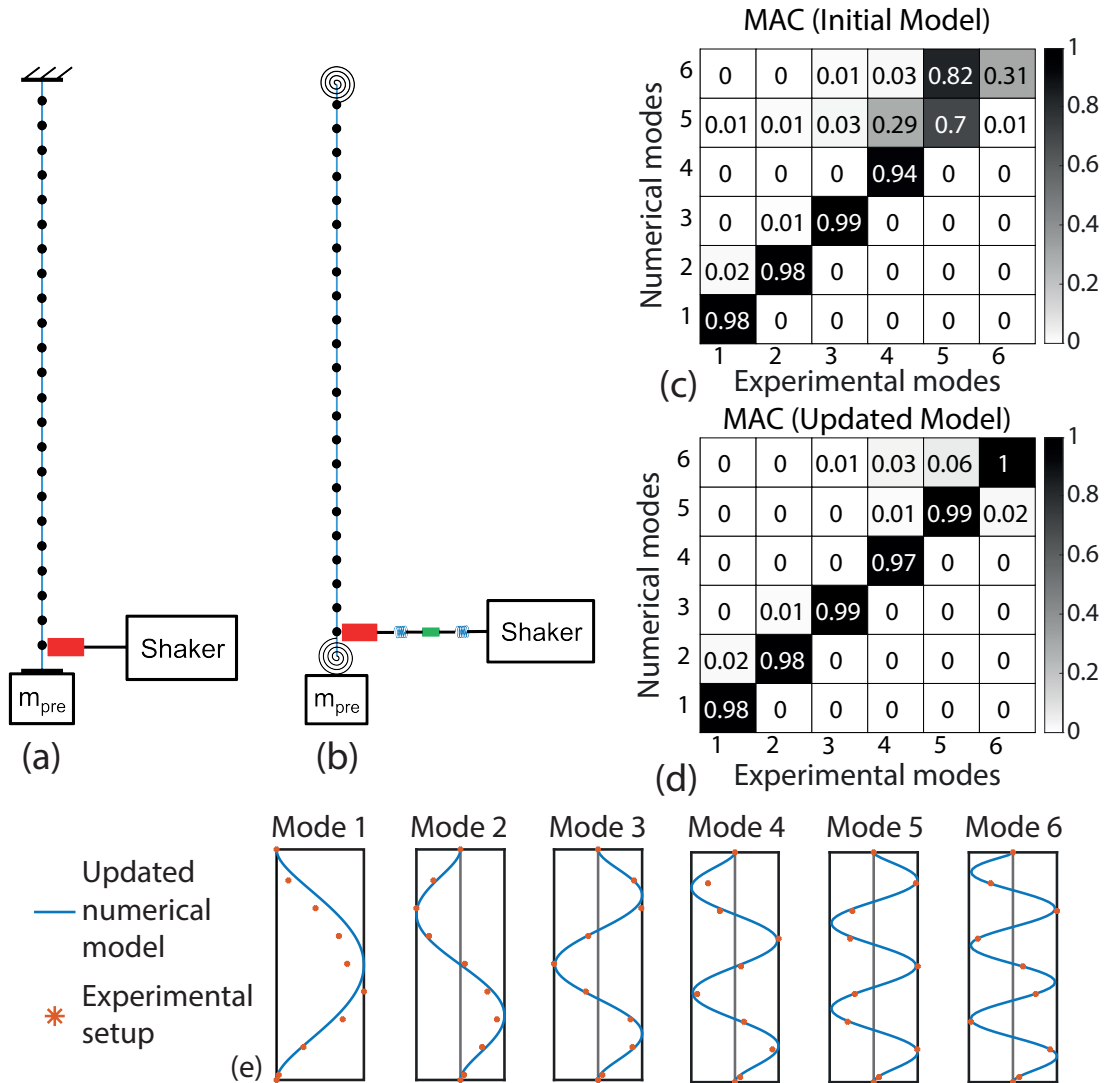 Shaker
m_pre
(a)
Shaker
m_pre
(b)
MAC (Initial Model)
Numerical modes
6 0 0 0.01 0.03 0.82 0.31
5 0.01 0.01 0.03 0.29 0.7 0.01
4 0 0 0 0.94 0 0
3 0 0.01 0.99 0 0 0
2 0.02 0.98 0 0 0 0
1 0.98 0 0 0 0 0
1 2 3 4 5 6
Experimental modes
1
0.8
0.6
0.4
0.2
0
(c)
MAC (Updated Model)
Numerical modes
6 0 0 0.01 0.03 0.06 1
5 0 0 0 0.01 0.99 0.02
4 0 0 0 0.97 0 0
3 0 0.01 0.99 0 0 0
2 0.02 0.98 0 0 0 0
1 0.98 0 0 0 0 0
1 2 3 4 5 6
Experimental modes
1
0.8
0.6
0.4
0.2
0
(d)
Mode 1 Mode 2 Mode 3 Mode 4 Mode 5 Mode 6
Updated
numerical
model
Experimental
setup
(e)